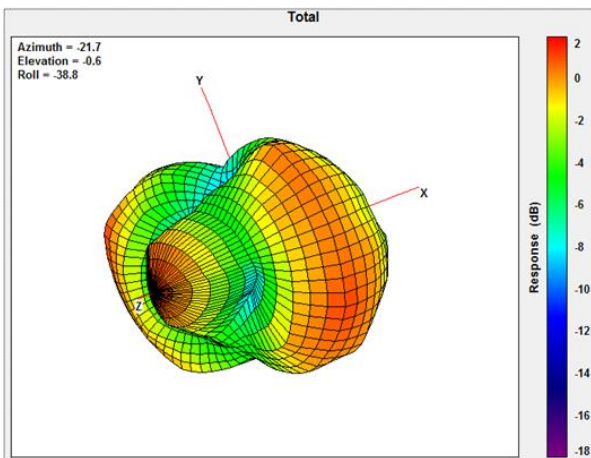 Total
Azimuth = -21.7
Elevation = -0.6
Roll = -38.8
Y
X
Z
2
0
-2
-4
-6
-8
-10
-12
-14
-16
-18
Response (dB)